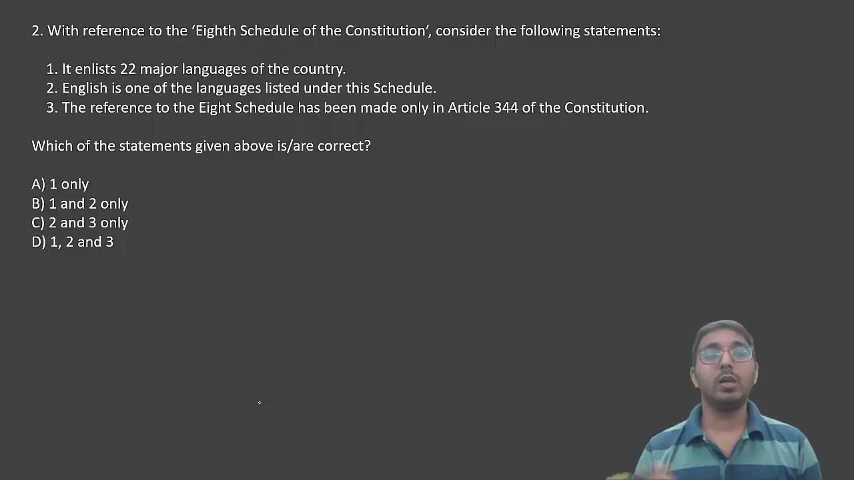 2. With reference to the ‘Eighth Schedule of the Constitution’, consider the following statements:
1. It enlists 22 major languages of the country.
2. English is one of the languages listed under this Schedule.
3. The reference to the Eight Schedule has been made only in Article 344 of the Constitution.
Which of the statements given above is/are correct?
A) 1 only
B) 1 and 2 only
C) 2 and 3 only
D) 1, 2 and 3